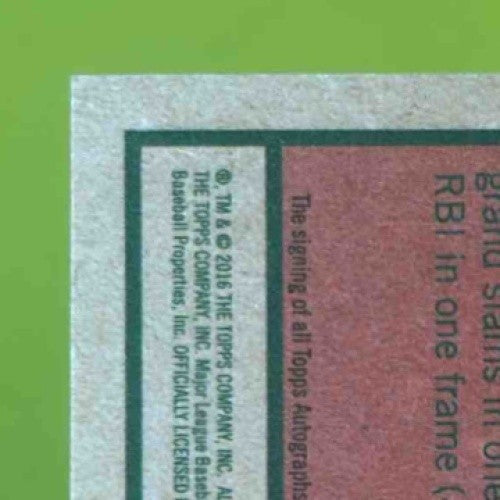 grand slams in one
RBI in one frame (
The signing of all Topps Autographs
®, TM & © 2016 THE TOPPS COMPANY, INC. AL
THE TOPPS COMPANY, INC. Major League Baseb
Baseball Properties, Inc. OFFICIALLY LICENSED